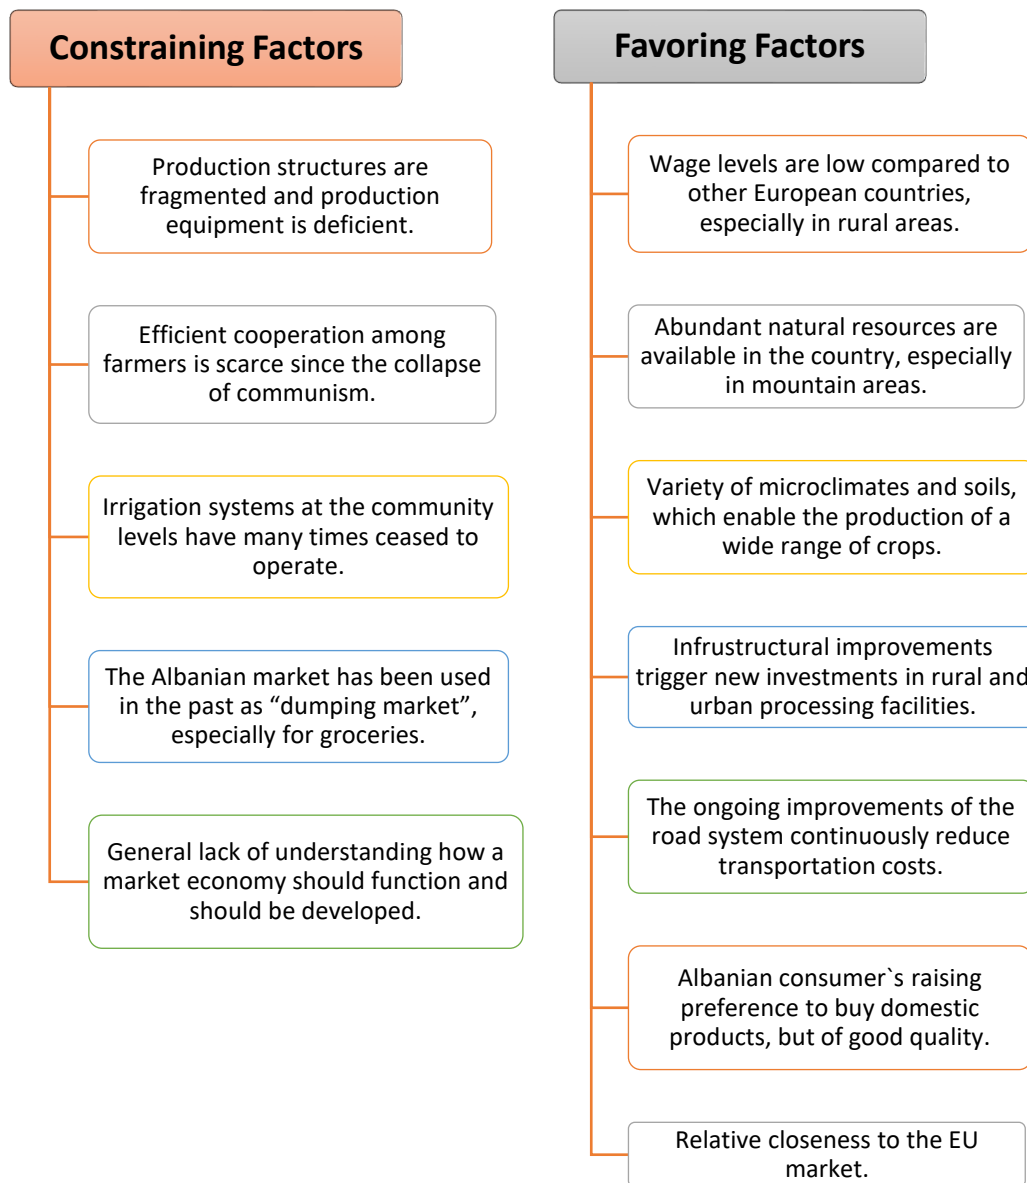 Constraining Factors
Production structures are
fragmented and production
equipment is deficient.
Efficient cooperation among
farmers is scarce since the collapse
of communism.
Irrigation systems at the community
levels have many times ceased to
operate.
The Albanian market has been used
in the past as “dumping market”,
especially for groceries.
General lack of understanding how a
market economy should function and
should be developed.
Favoring Factors
Wage levels are low compared to
other European countries,
especially in rural areas.
Abundant natural resources are
available in the country, especially
in mountain areas.
Variety of microclimates and soils,
which enable the production of a
wide range of crops.
Infrustructural improvements
trigger new investments in rural and
urban processing facilities.
The ongoing improvements of the
road system continuously reduce
transportation costs.
Albanian consumer`s raising
preference to buy domestic
products, but of good quality.
Relative closeness to the EU
market.